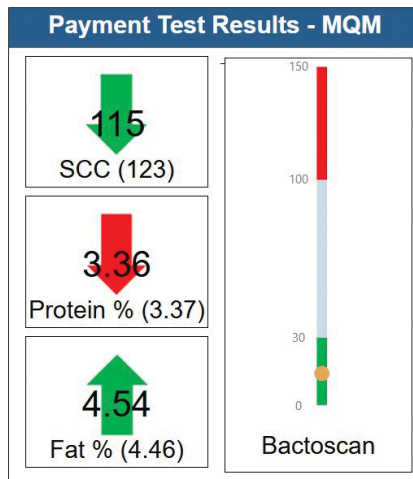 Payment Test Results - MQM
115
SCC (123)
3.36
Protein % (3.37)
4.54
Fat % (4.46)
150
100
30
0
Bactoscan